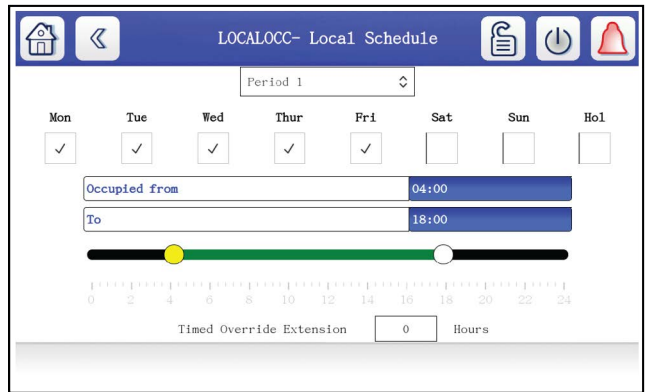 LOCALOCC- Local Schedule
Period 1
Mon Tue Wed Thur Fri Sat Sun Hol
Occupied from 04:00
To 18:00
0 2 4 6 8 10 12 14 16 18 20 22 24
Timed Override Extension 0 Hours